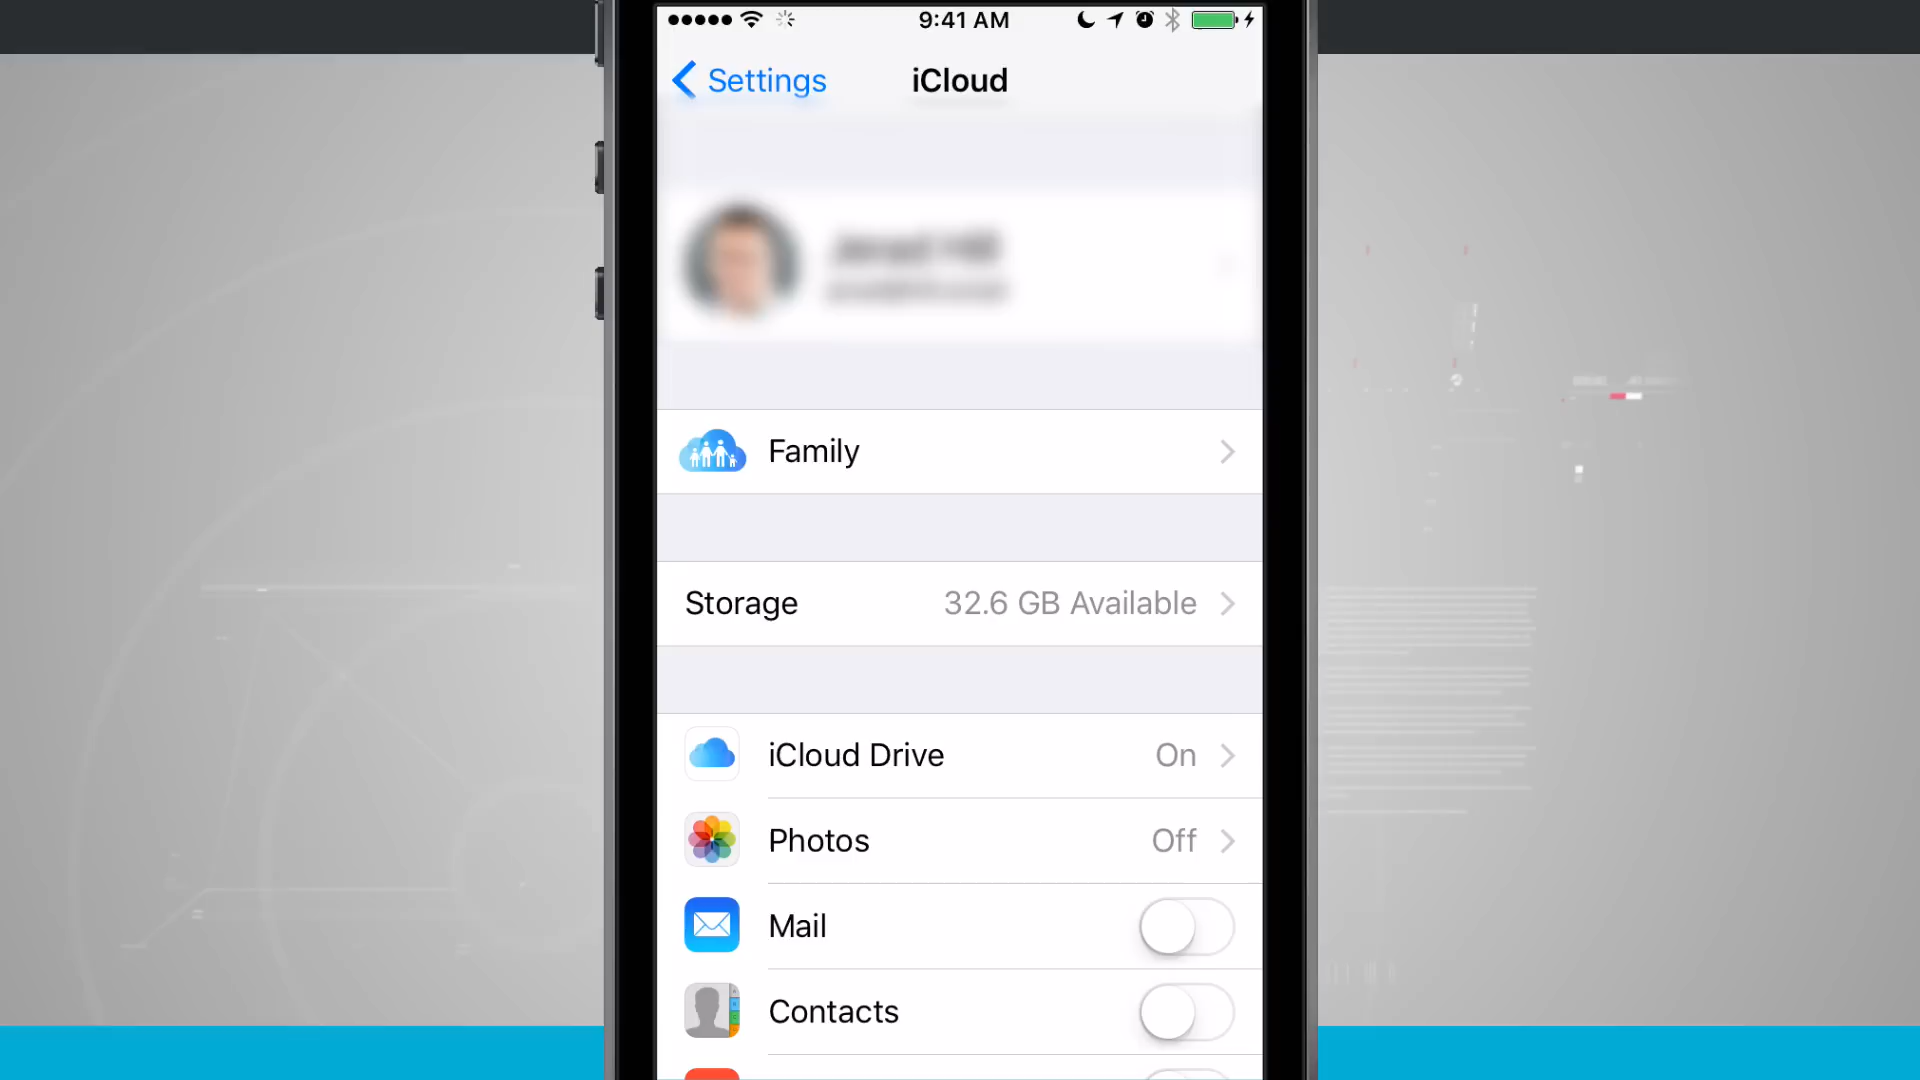 9:41 AM
Settings
iCloud
Family
Storage 32.6 GB Available
iCloud Drive On
Photos Off
Mail
Contacts